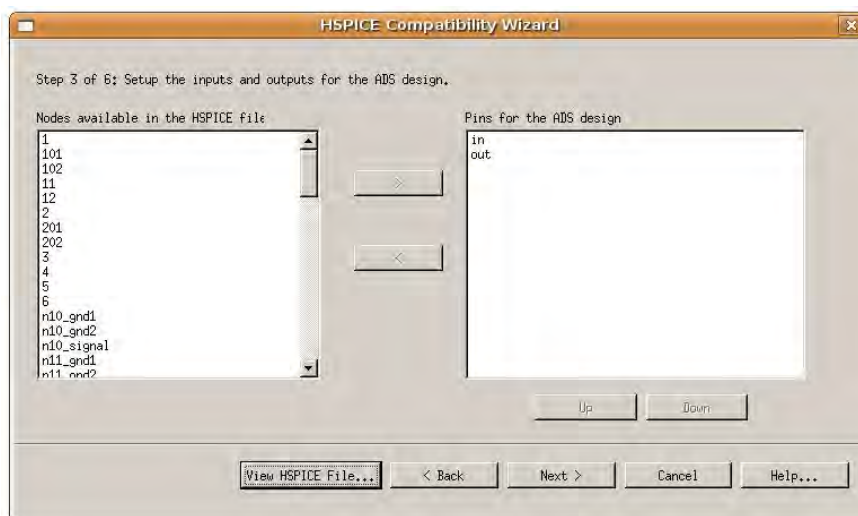 HSPICE Compatibility Wizard
Step 3 of 6: Setup the inputs and outputs for the ADS design.
Nodes available in the HSPICE file
1
101
102
11
12
2
201
202
3
4
5
6
n10_gnd1
n10_gnd2
n10_signal
n11_gnd1
n11_gnd2
>
<
Pins for the ADS design
in
out
Up
Down
View HSPICE File...
< Back
Next >
Cancel
Help...